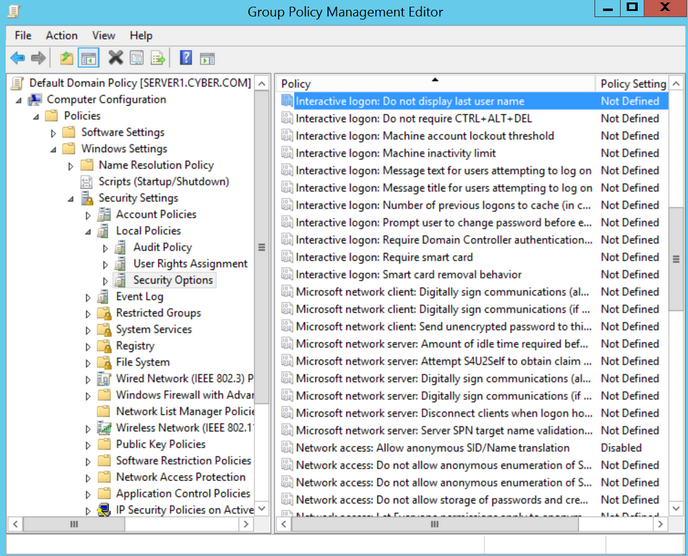 Group Policy Management Editor
File Action View Help
Default Domain Policy [SERVER1.CYBER.COM]
Computer Configuration
Policies
Software Settings
Windows Settings
Name Resolution Policy
Scripts (Startup/Shutdown)
Security Settings
Account Policies
Local Policies
Audit Policy
User Rights Assignment
Security Options
Event Log
Restricted Groups
System Services
Registry
File System
Wired Network (IEEE 802.3) P
Windows Firewall with Advar
Network List Manager Policie
Wireless Network (IEEE 802.11
Public Key Policies
Software Restriction Policies
Network Access Protection
Application Control Policies
IP Security Policies on Active
Policy Policy Setting
Interactive logon: Do not display last user name Not Defined
Interactive logon: Do not require CTRL+ALT+DEL Not Defined
Interactive logon: Machine account lockout threshold Not Defined
Interactive logon: Machine inactivity limit Not Defined
Interactive logon: Message text for users attempting to log on Not Defined
Interactive logon: Message title for users attempting to log on Not Defined
Interactive logon: Number of previous logons to cache (in c... Not Defined
Interactive logon: Prompt user to change password before e... Not Defined
Interactive logon: Require Domain Controller authentication... Not Defined
Interactive logon: Require smart card Not Defined
Interactive logon: Smart card removal behavior Not Defined
Microsoft network client: Digitally sign communications (al... Not Defined
Microsoft network client: Digitally sign communications (if ... Not Defined
Microsoft network client: Send unencrypted password to thi... Not Defined
Microsoft network server: Amount of idle time required bef... Not Defined
Microsoft network server: Attempt S4U2Self to obtain claim ... Not Defined
Microsoft network server: Digitally sign communications (al... Not Defined
Microsoft network server: Digitally sign communications (if ... Not Defined
Microsoft network server: Disconnect clients when logon ho... Not Defined
Microsoft network server: Server SPN target name validation... Not Defined
Network access: Allow anonymous SID/Name translation Disabled
Network access: Do not allow anonymous enumeration of S... Not Defined
Network access: Do not allow anonymous enumeration of S... Not Defined
Network access: Do not allow storage of passwords and cre... Not Defined